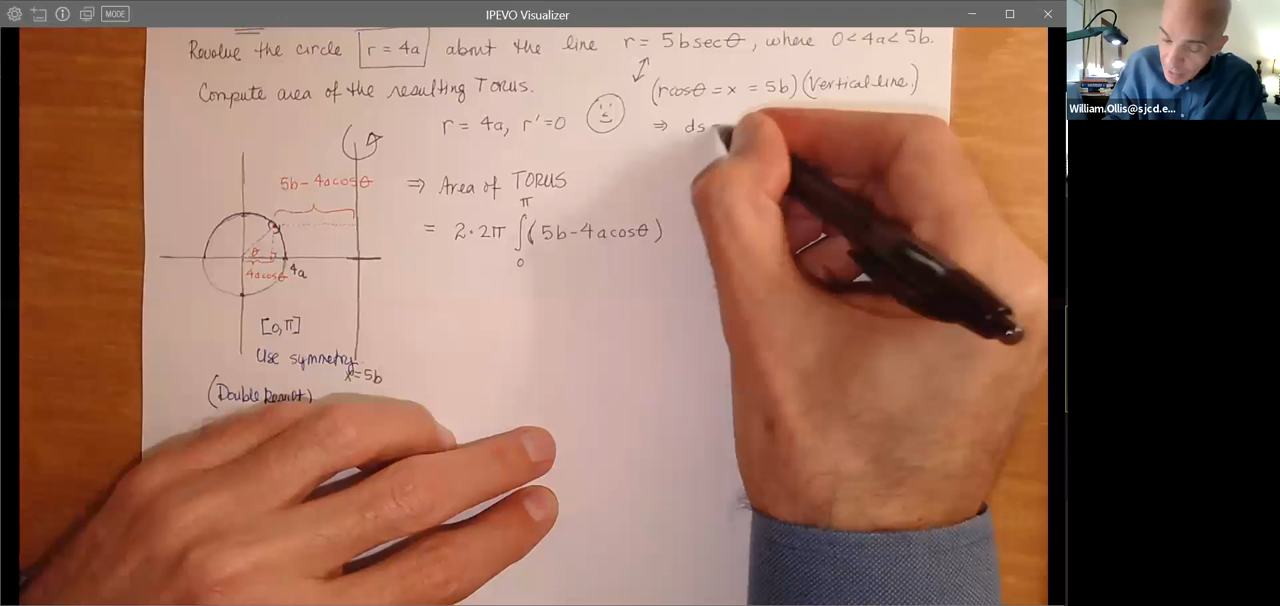 MODE
IPEVO Visualizer
Revolve the circle r = 4a about the line r = 5b secθ, where 0 < 4a < 5b.
Compute area of the resulting TORUS.
(rcosθ = x = 5b) (Vertical line)
r = 4a, r' = 0
⇒ ds
5b - 4a cosθ
⇒ Area of TORUS
= 2 · 2π ∫₀^π (5b - 4a cosθ)
θ
4a cosθ
4a
[0, π]
Use symmetry
x = 5b
(Double Result)
William.Ollis@sjcd.e...